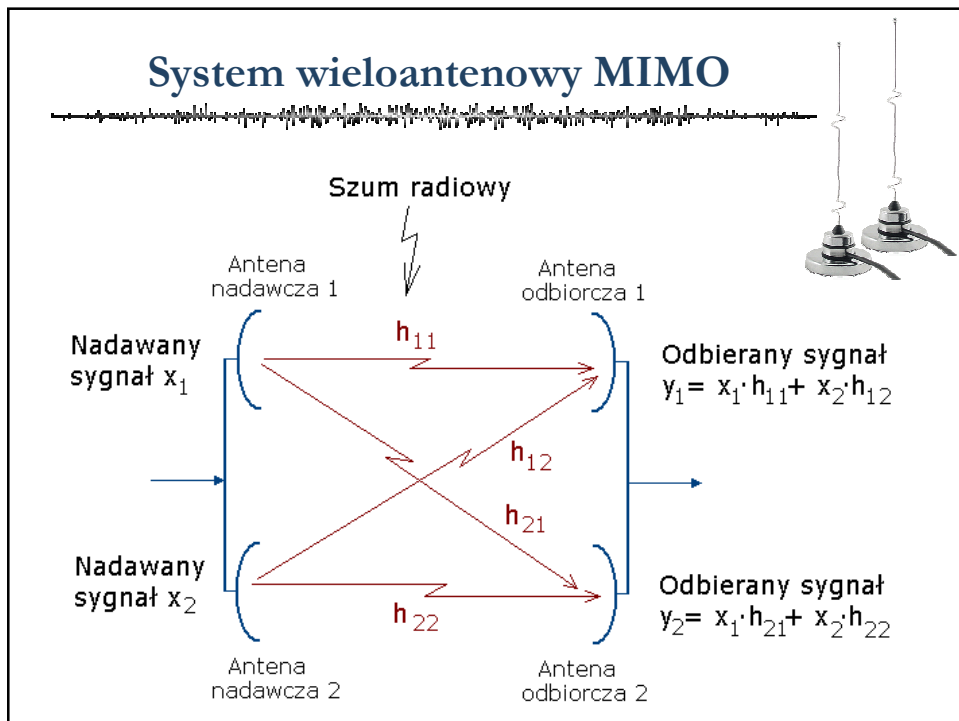 System wieloantenowy MIMO
Szum radiowy
Antena
nadawcza 1
Antena
odbiorcza 1
h₁₁
Nadawany
sygnał x₁
Odbierany sygnał
y₁= x₁·h₁₁+ x₂·h₁₂
h₁₂
h₂₁
Nadawany
sygnał x₂
Odbierany sygnał
y₂= x₁·h₂₁+ x₂·h₂₂
h₂₂
Antena
nadawcza 2
Antena
odbiorcza 2